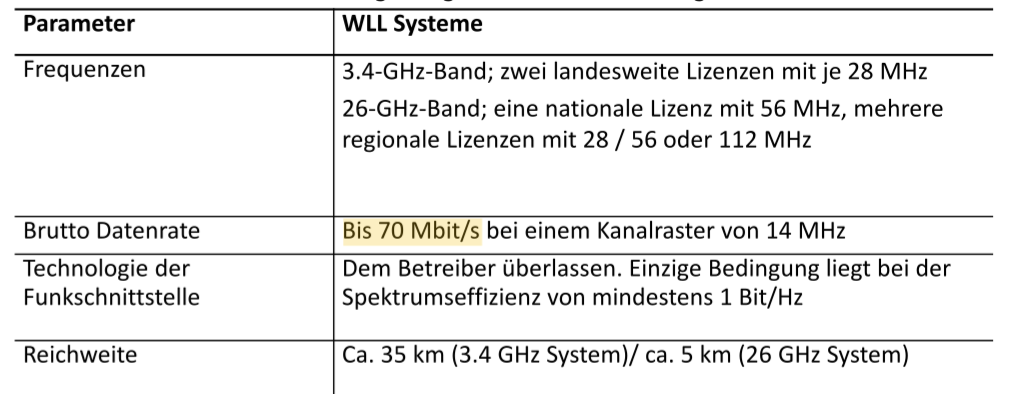 Parameter WLL Systeme
Frequenzen 3.4-GHz-Band; zwei landesweite Lizenzen mit je 28 MHz
26-GHz-Band; eine nationale Lizenz mit 56 MHz, mehrere
regionale Lizenzen mit 28 / 56 oder 112 MHz
Brutto Datenrate Bis 70 Mbit/s bei einem Kanalraster von 14 MHz
Technologie der Dem Betreiber überlassen. Einzige Bedingung liegt bei der
Funkschnittstelle Spektrumseffizienz von mindestens 1 Bit/Hz
Reichweite Ca. 35 km (3.4 GHz System)/ ca. 5 km (26 GHz System)